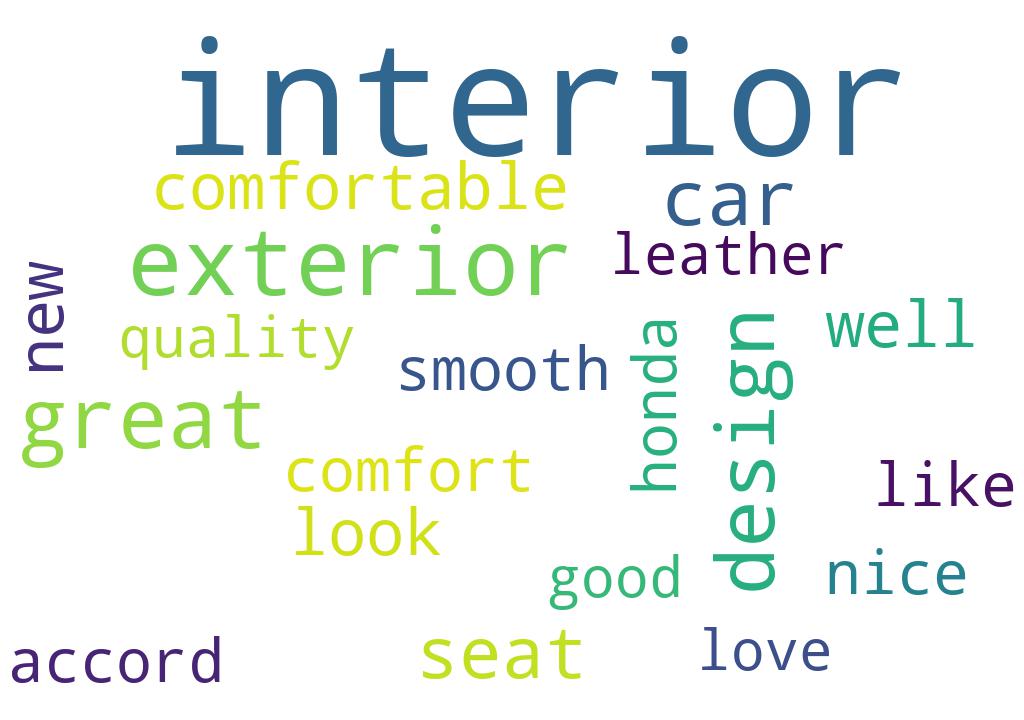 interior
comfortable
car
exterior
leather
new
quality
smooth
honda
design
well
great
comfort
like
look
good
nice
accord
seat
love